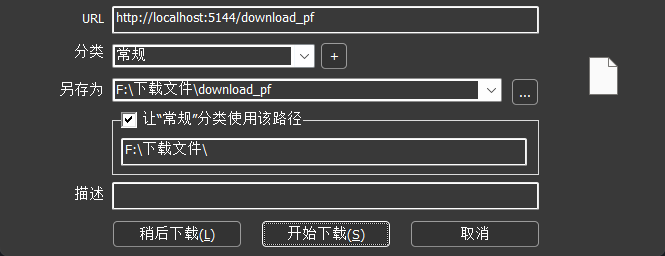 URL http://localhost:5144/download_pf
分类 常规 +
另存为 F:\下载文件\download_pf ...
让“常规”分类使用该路径
F:\下载文件\
描述
稍后下载(L) 开始下载(S) 取消